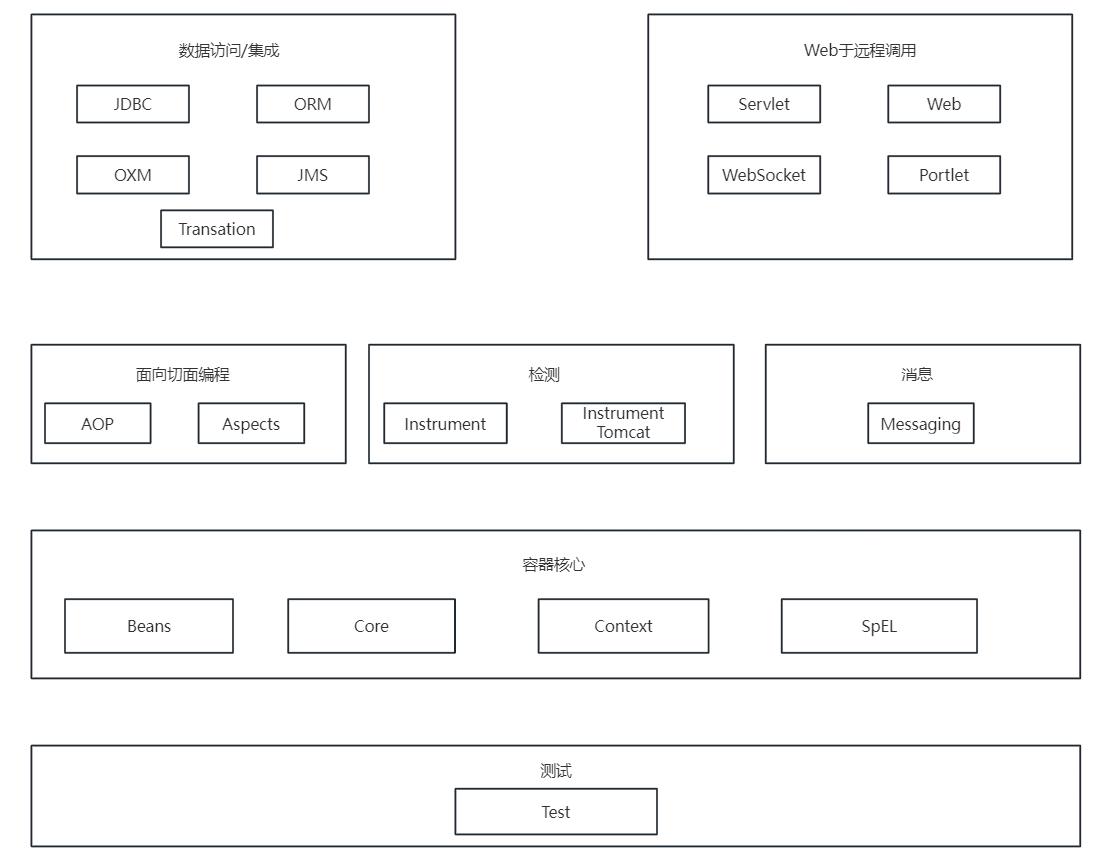 数据访问/集成
JDBC
ORM
OXM
JMS
Transation
Web于远程调用
Servlet
Web
WebSocket
Portlet
面向切面编程
AOP
Aspects
检测
Instrument
Instrument
Tomcat
消息
Messaging
容器核心
Beans
Core
Context
SpEL
测试
Test